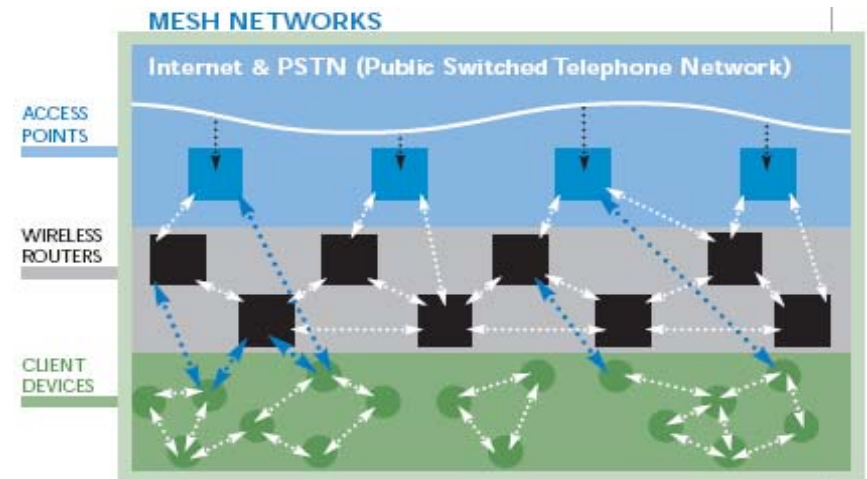 MESH NETWORKS
Internet & PSTN (Public Switched Telephone Network)
ACCESS
POINTS
WIRELESS
ROUTERS
CLIENT
DEVICES